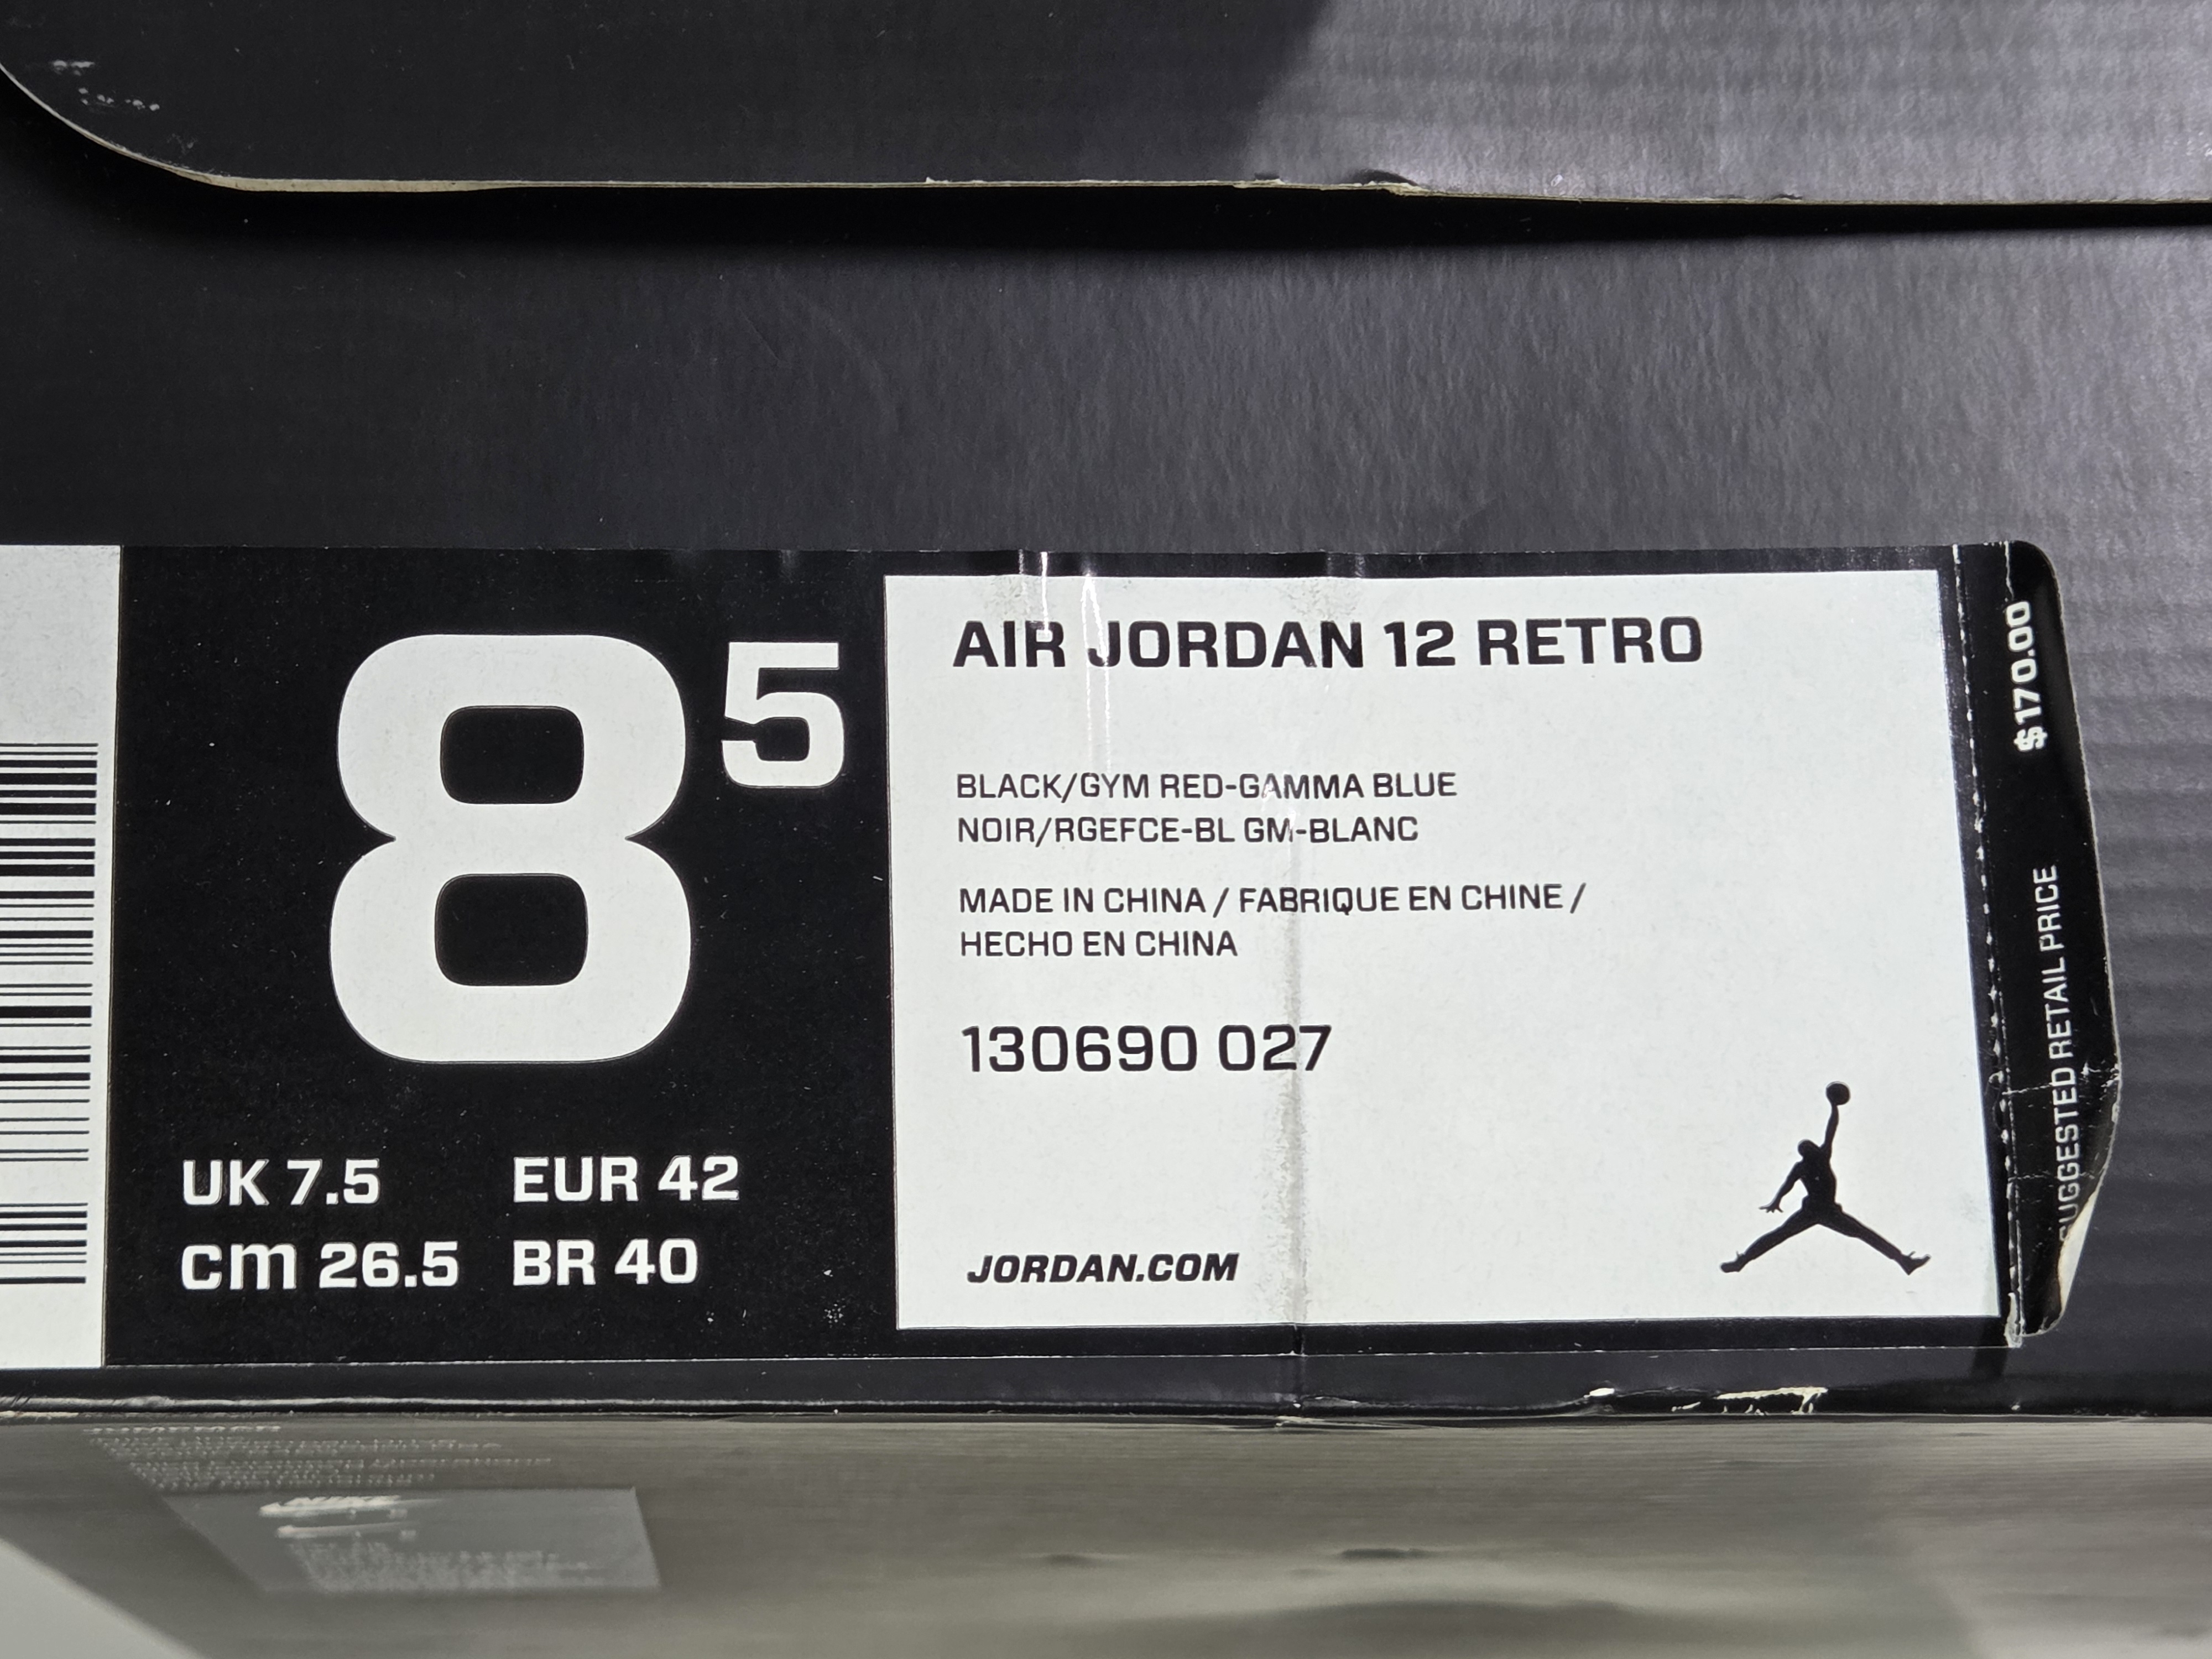 8 5
UK 7.5 EUR 42
cm 26.5 BR 40
AIR JORDAN 12 RETRO
BLACK/GYM RED-GAMMA BLUE
NOIR/RGEFCE-BL GM-BLANC
MADE IN CHINA / FABRIQUE EN CHINE /
HECHO EN CHINA
130690 027
JORDAN.COM
$170.00
SUGGESTED RETAIL PRICE